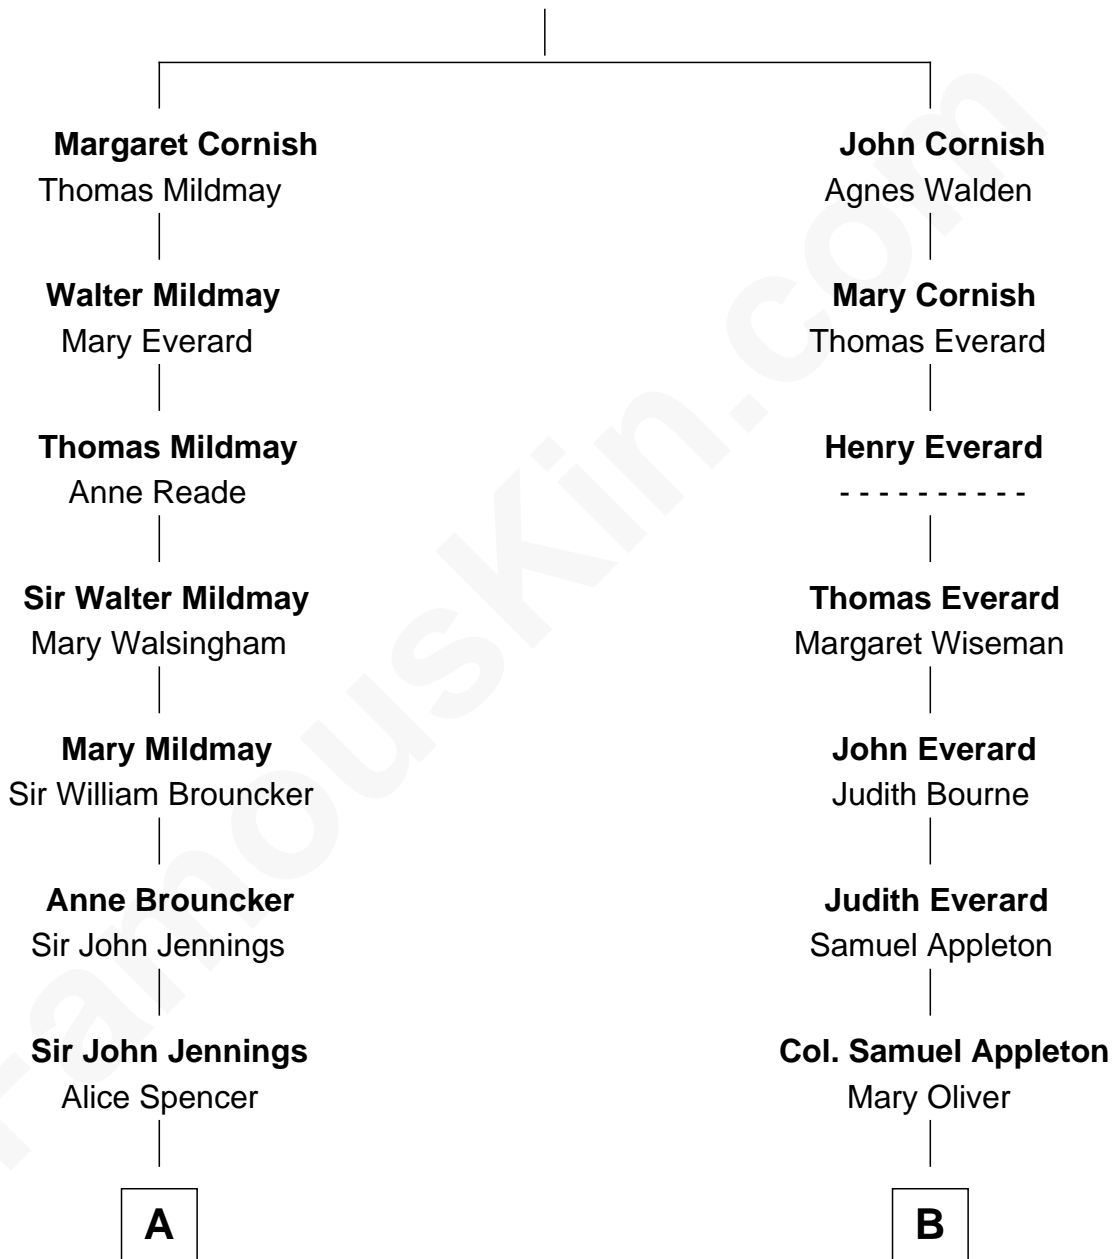 Margaret Cornish
Thomas Mildmay
John Cornish
Agnes Walden
Walter Mildmay
Mary Everard
Mary Cornish
Thomas Everard
Thomas Mildmay
Anne Reade
Henry Everard
- - - - - - - - - -
Sir Walter Mildmay
Mary Walsingham
Thomas Everard
Margaret Wiseman
Mary Mildmay
Sir William Brouncker
John Everard
Judith Bourne
Anne Brouncker
Sir John Jennings
Judith Everard
Samuel Appleton
Sir John Jennings
Alice Spencer
Col. Samuel Appleton
Mary Oliver
A
B
FamousKin.com